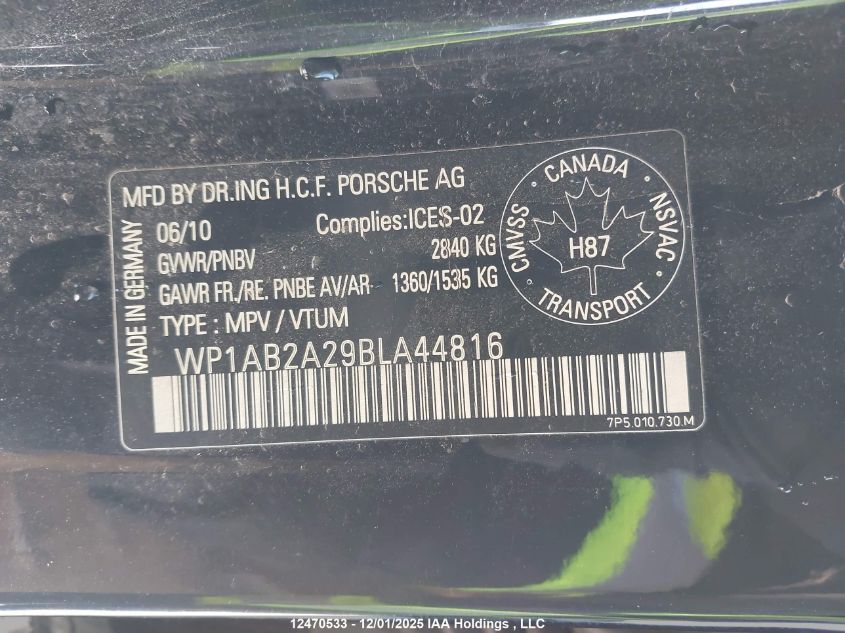 MFD BY DR.ING H.C.F. PORSCHE AG
06/10 Complies:ICES-02
GVWR/PNBV 2840 KG
GAWR FR./RE. PNBE AV/AR 1360/1535 KG
TYPE : MPV / VTUM
WP1AB2A29BLA44816
7P5.010.730.M
MADE IN GERMANY
· CANADA ·
CMVSS
NSVAC
H87
· TRANSPORT ·
12470533 - 12/01/2025 IAA Holdings , LLC